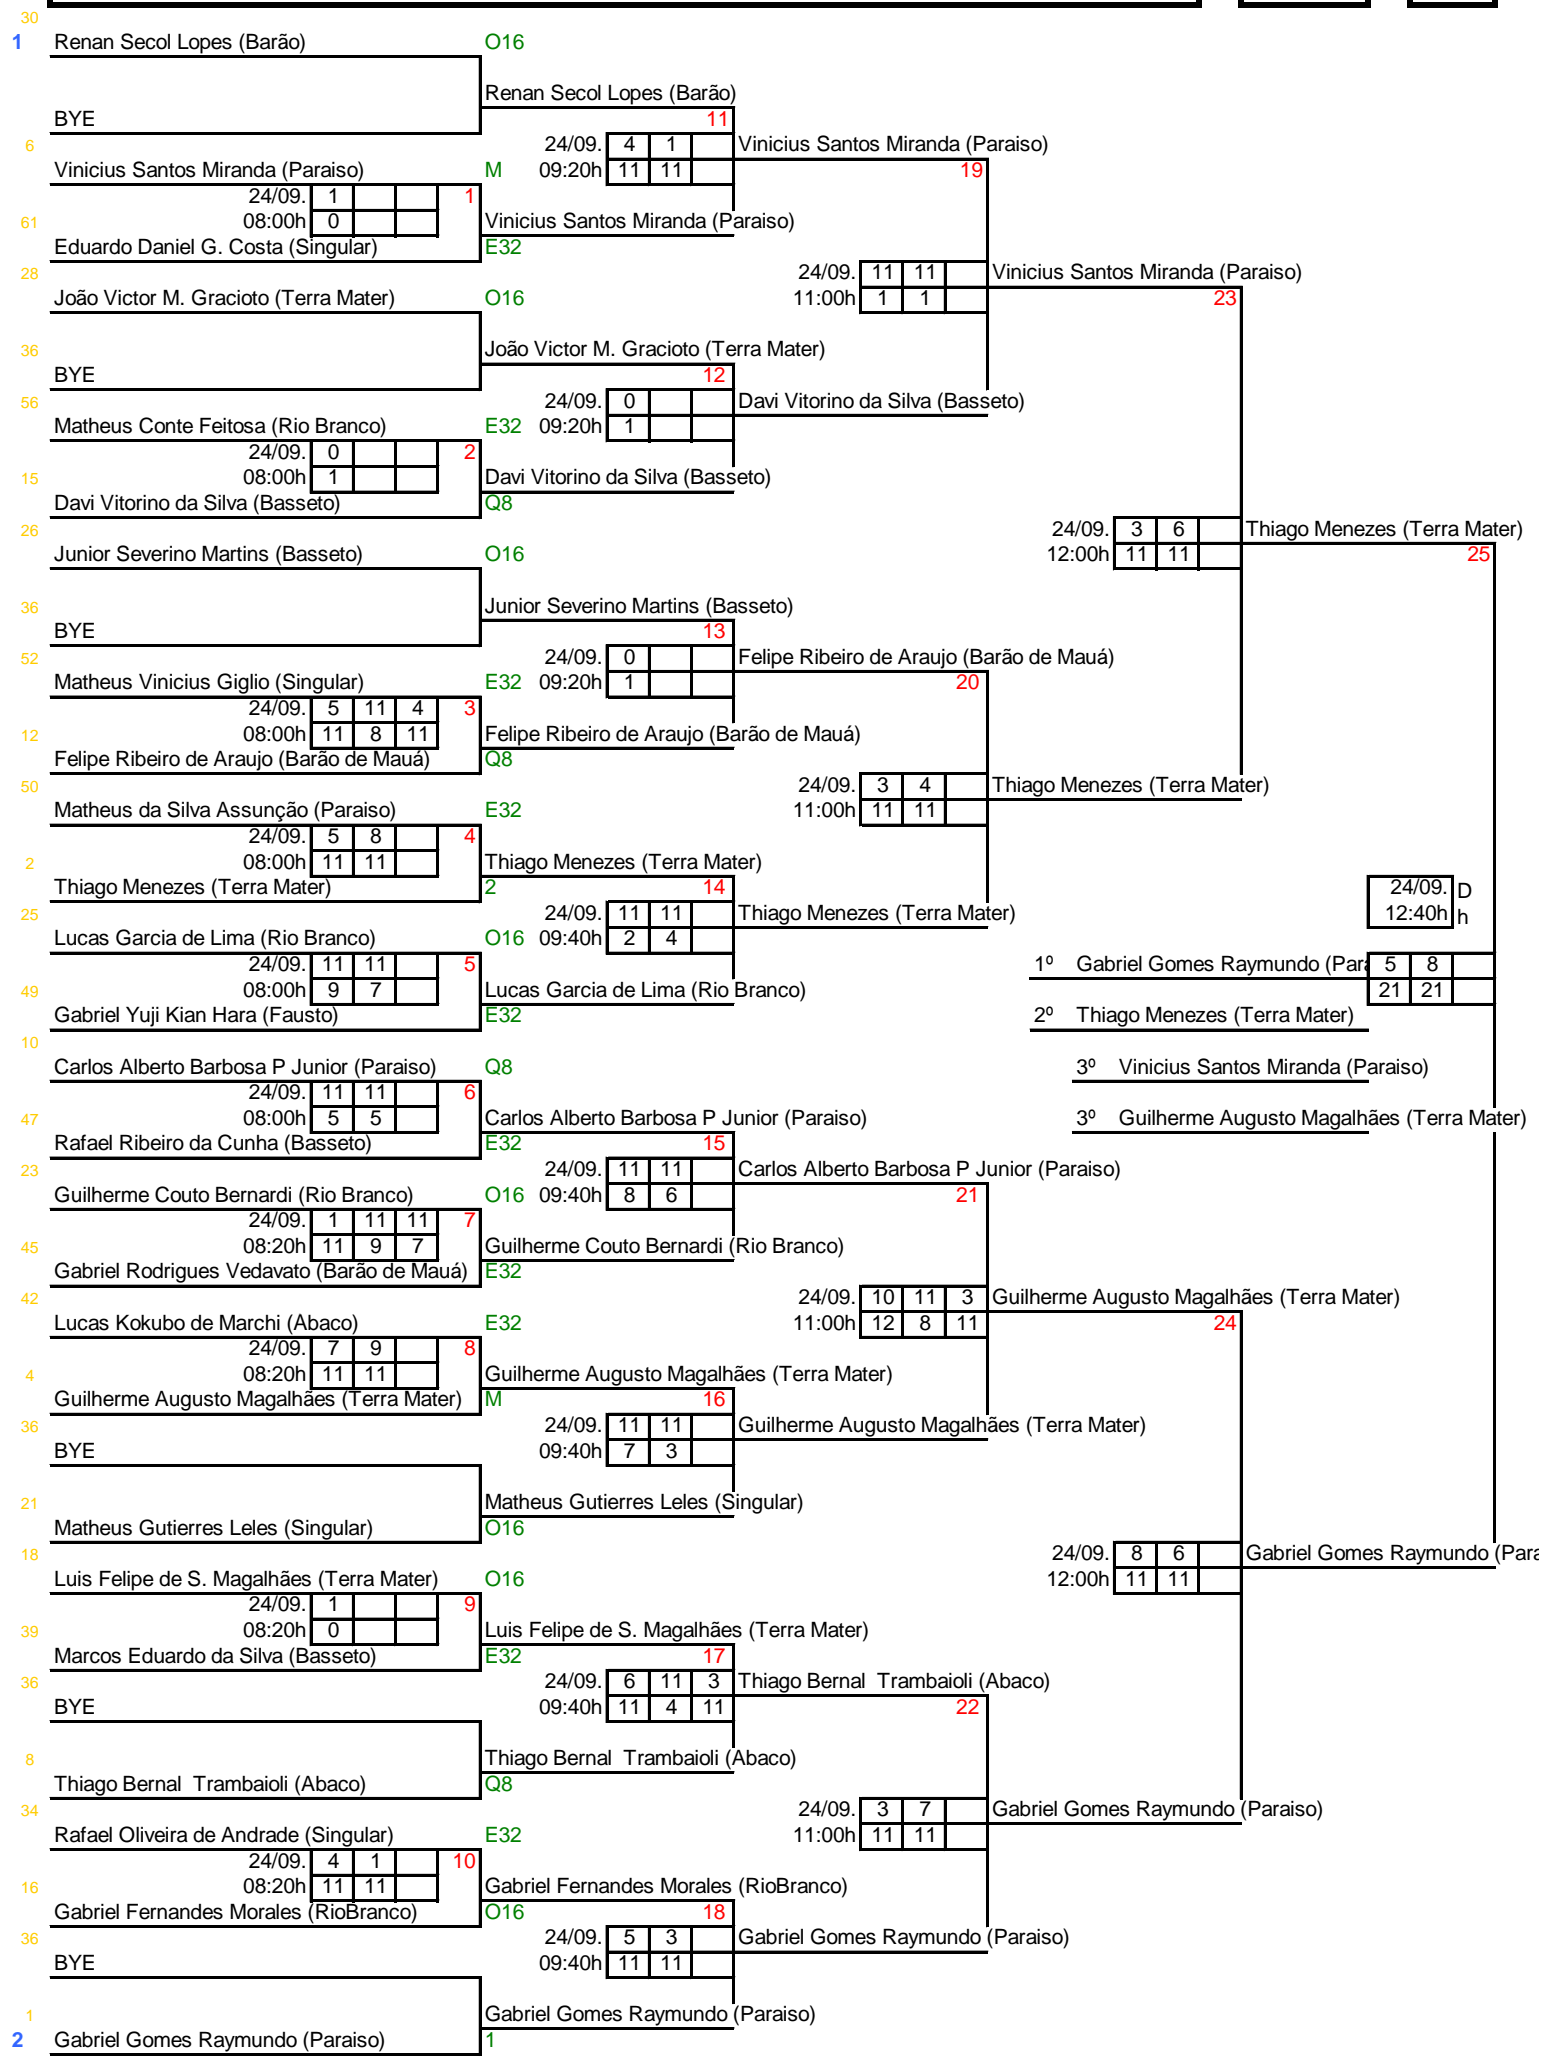 30
1 Renan Secol Lopes (Barão) O16
Renan Secol Lopes (Barão)
BYE 11
6 24/09. 4 1 Vinicius Santos Miranda (Paraiso)
Vinicius Santos Miranda (Paraiso) M 09:20h 11 11 19
24/09. 1 1
61 08:00h 0 Vinicius Santos Miranda (Paraiso)
Eduardo Daniel G. Costa (Singular) E32
28 24/09. 11 11 Vinicius Santos Miranda (Paraiso)
João Victor M. Gracioto (Terra Mater) O16 11:00h 1 1 23
36 João Victor M. Gracioto (Terra Mater)
BYE 12
56 24/09. 0 Davi Vitorino da Silva (Basseto)
Matheus Conte Feitosa (Rio Branco) E32 09:20h 1
24/09. 0 2
15 08:00h 1 Davi Vitorino da Silva (Basseto)
Davi Vitorino da Silva (Basseto) Q8
26 24/09. 3 6 Thiago Menezes (Terra Mater)
Junior Severino Martins (Basseto) O16 12:00h 11 11 25
36 Junior Severino Martins (Basseto)
BYE 13
52 24/09. 0 Felipe Ribeiro de Araujo (Barão de Mauá)
Matheus Vinicius Giglio (Singular) E32 09:20h 1 20
24/09. 5 11 4 3
12 08:00h 11 8 11 Felipe Ribeiro de Araujo (Barão de Mauá)
Felipe Ribeiro de Araujo (Barão de Mauá) Q8
50 24/09. 3 4 Thiago Menezes (Terra Mater)
Matheus da Silva Assunção (Paraiso) E32 11:00h 11 11
24/09. 5 8 4
2 08:00h 11 11 Thiago Menezes (Terra Mater)
Thiago Menezes (Terra Mater) 2 14 24/09. D
25 24/09. 11 11 Thiago Menezes (Terra Mater) 12:40h h
Lucas Garcia de Lima (Rio Branco) O16 09:40h 2 4
24/09. 11 11 5 1º Gabriel Gomes Raymundo (Par 5 8
49 08:00h 9 7 Lucas Garcia de Lima (Rio Branco) 21 21
Gabriel Yuji Kian Hara (Fausto) E32 2º Thiago Menezes (Terra Mater)
10
Carlos Alberto Barbosa P Junior (Paraiso) Q8 3º Vinicius Santos Miranda (Paraiso)
24/09. 11 11 6
47 08:00h 5 5 Carlos Alberto Barbosa P Junior (Paraiso) 3º Guilherme Augusto Magalhães (Terra Mater)
Rafael Ribeiro da Cunha (Basseto) E32 15
23 24/09. 11 11 Carlos Alberto Barbosa P Junior (Paraiso)
Guilherme Couto Bernardi (Rio Branco) O16 09:40h 8 6 21
24/09. 1 11 11 7
45 08:20h 11 9 7 Guilherme Couto Bernardi (Rio Branco)
Gabriel Rodrigues Vedavato (Barão de Mauá) E32
42 24/09. 10 11 3 Guilherme Augusto Magalhães (Terra Mater)
Lucas Kokubo de Marchi (Abaco) E32 11:00h 12 8 11 24
24/09. 7 9 8
4 08:20h 11 11 Guilherme Augusto Magalhães (Terra Mater)
Guilherme Augusto Magalhães (Terra Mater) M 16
36 24/09. 11 11 Guilherme Augusto Magalhães (Terra Mater)
BYE 09:40h 7 3
21 Matheus Gutierres Leles (Singular)
Matheus Gutierres Leles (Singular) O16
18 24/09. 8 6 Gabriel Gomes Raymundo (Par
Luis Felipe de S. Magalhães (Terra Mater) O16 12:00h 11 11
24/09. 1 9
39 08:20h 0 Luis Felipe de S. Magalhães (Terra Mater)
Marcos Eduardo da Silva (Basseto) E32 17
36 24/09. 6 11 3 Thiago Bernal Trambaioli (Abaco)
BYE 09:40h 11 4 11 22
8 Thiago Bernal Trambaioli (Abaco)
Thiago Bernal Trambaioli (Abaco) Q8
34 24/09. 3 7 Gabriel Gomes Raymundo (Paraiso)
Rafael Oliveira de Andrade (Singular) E32 11:00h 11 11
24/09. 4 1 10
16 08:20h 11 11 Gabriel Fernandes Morales (RioBranco)
Gabriel Fernandes Morales (RioBranco) O16 18
36 24/09. 5 3 Gabriel Gomes Raymundo (Paraiso)
BYE 09:40h 11 11
1 Gabriel Gomes Raymundo (Paraiso)
2 Gabriel Gomes Raymundo (Paraiso) 1